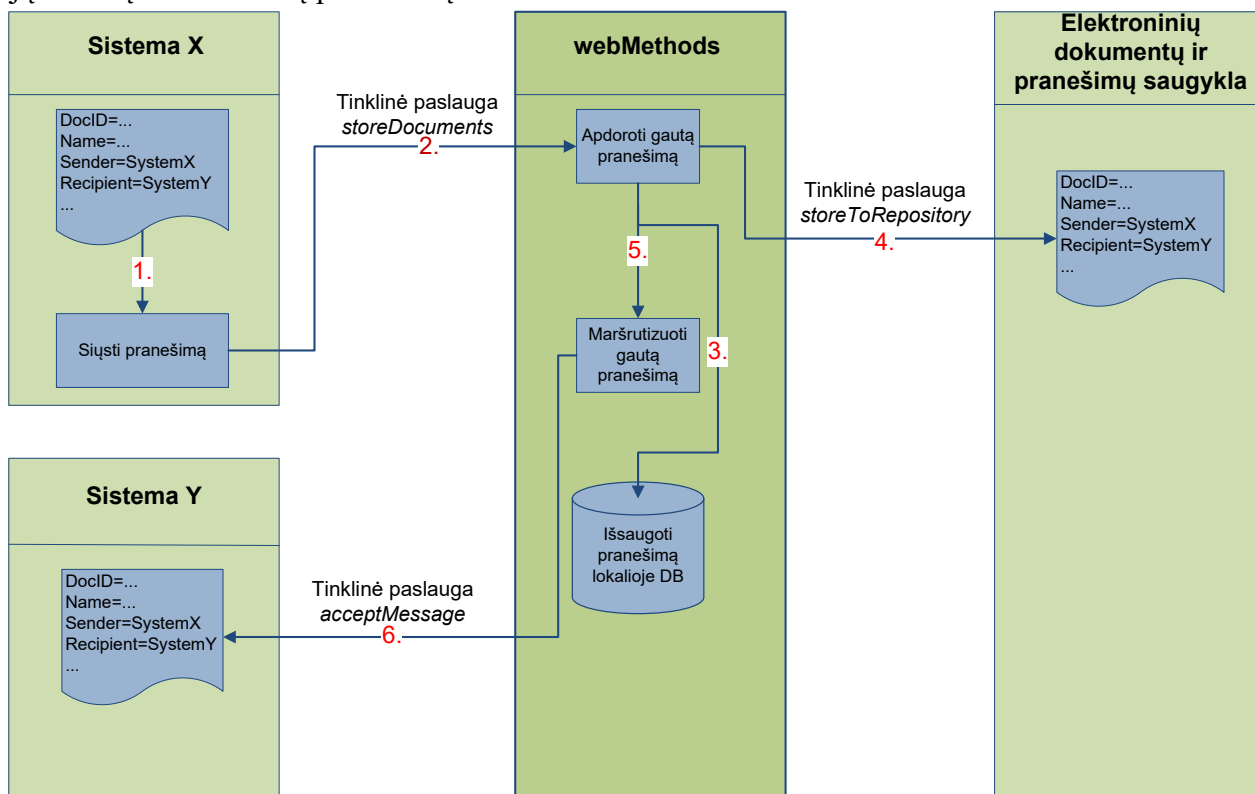 Sistema X
DocID=...
Name=...
Sender=SystemX
Recipient=SystemY
...
1.
Siųsti pranešimą
Tinklinė paslauga
storeDocuments
2.
webMethods
Apdoroti gautą
pranešimą
5.
Maršrutizuoti
gautą
pranešimą
3.
Išsaugoti
pranešimą
lokalioje DB
Tinklinė paslauga
storeToRepository
4.
Elektroninių
dokumentų ir
pranešimų saugykla
DocID=...
Name=...
Sender=SystemX
Recipient=SystemY
...
Sistema Y
DocID=...
Name=...
Sender=SystemX
Recipient=SystemY
...
Tinklinė paslauga
acceptMessage
6.